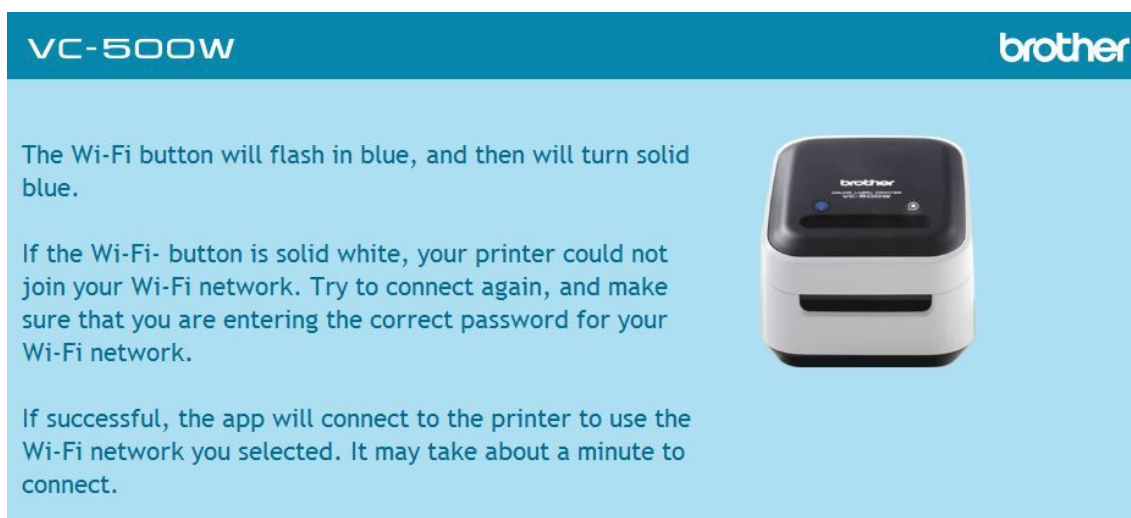 VC-500W
brother
The Wi-Fi button will flash in blue, and then will turn solid
blue.
If the Wi-Fi- button is solid white, your printer could not
join your Wi-Fi network. Try to connect again, and make
sure that you are entering the correct password for your
Wi-Fi network.
If successful, the app will connect to the printer to use the
Wi-Fi network you selected. It may take about a minute to
connect.
brother
COLOR LABEL PRINTER
VC-500W